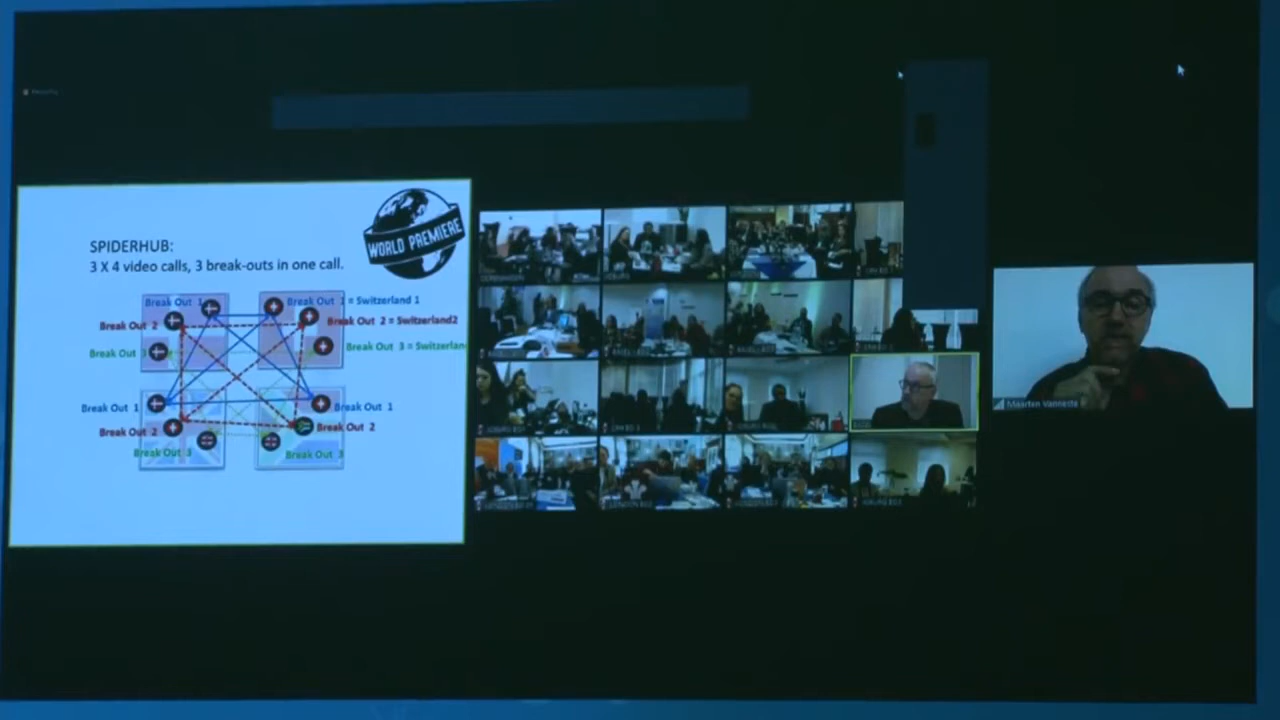 SPIDERHUB:
3 X 4 video calls, 3 break-outs in one call.
WORLD PREMIERE
Break Out 1
Break Out 1 = Switzerland 1
Break Out 2
Break Out 2 = Switzerland2
Break Out 3
Break Out 3 = Switzerlan
Break Out 1
Break Out 1
Break Out 2
Break Out 2
Break Out 3
Break Out 3
Maarten Vanneste